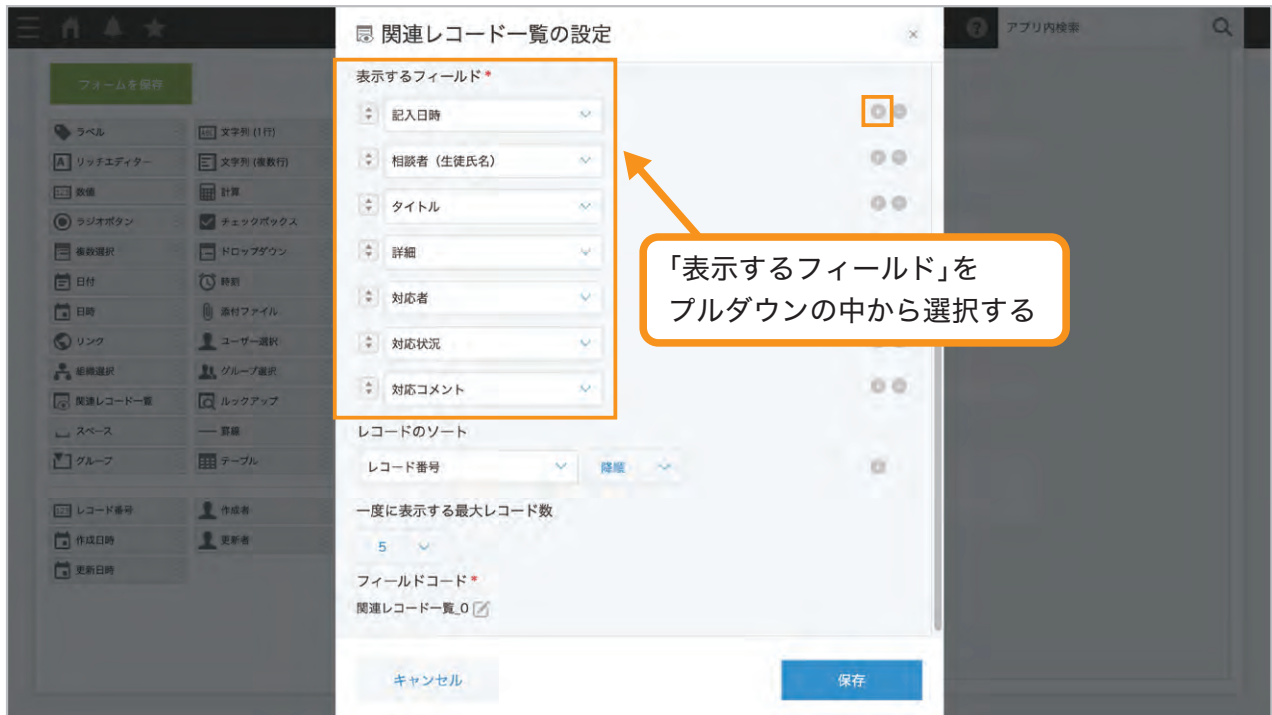 関連レコード一覧の設定
×
アプリ内検索
フォームを保存
ラベル
文字列 (1行)
リッチエディター
文字列 (複数行)
数値
計算
ラジオボタン
チェックボックス
複数選択
ドロップダウン
日付
時刻
日時
添付ファイル
リンク
ユーザー選択
組織選択
グループ選択
関連レコード一覧
ルックアップ
スペース
罫線
グループ
テーブル
レコード番号
作成者
作成日時
更新者
更新日時
表示するフィールド *
記入日時
相談者（生徒氏名）
タイトル
詳細
対応者
対応状況
対応コメント
「表示するフィールド」を
プルダウンの中から選択する
レコードのソート
レコード番号
降順
一度に表示する最大レコード数
5
フィールドコード *
関連レコード一覧_0
キャンセル
保存